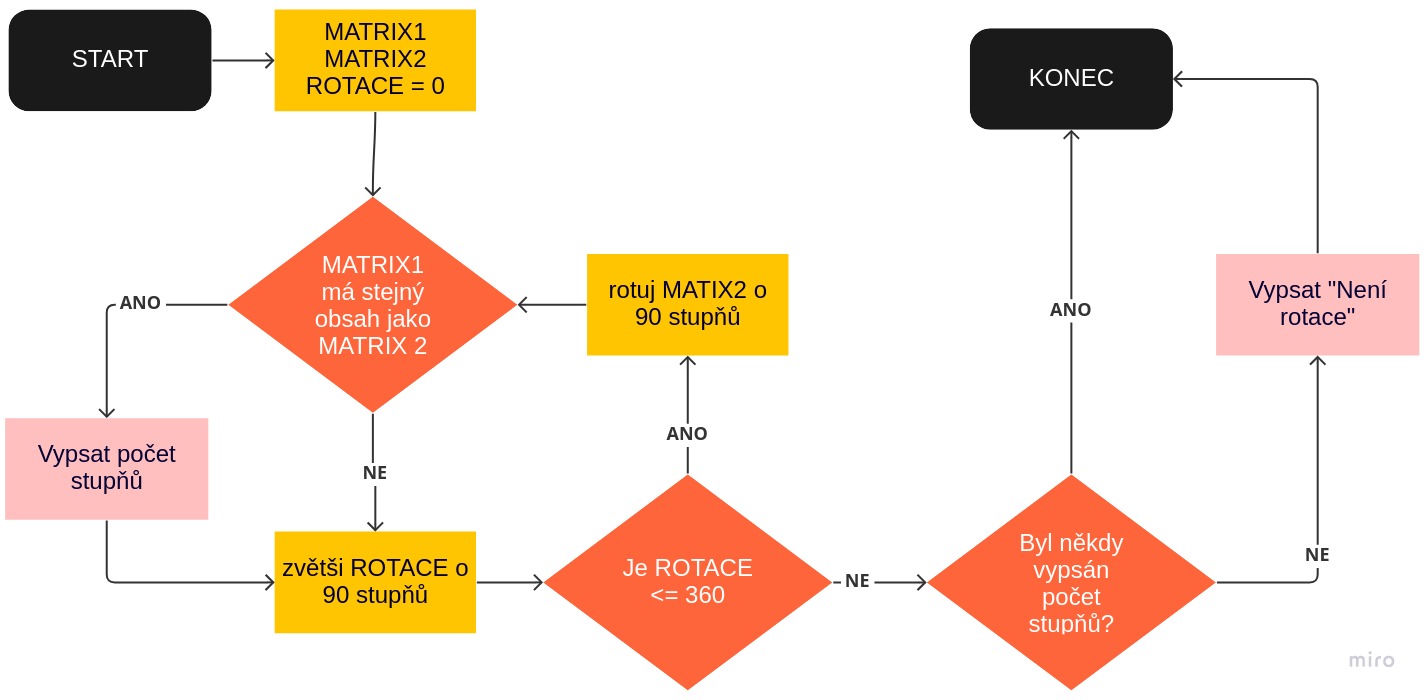 START
MATRIX1
MATRIX2
ROTACE = 0
KONEC
MATRIX1
má stejný
obsah jako
MATRIX 2
ANO
rotuj MATIX2 o
90 stupňů
ANO
Vypsat "Není
rotace"
Vypsat počet
stupňů
NE
ANO
zvětši ROTACE o
90 stupňů
Je ROTACE
<= 360
NE
Byl někdy
vypsán
počet
stupňů?
NE
miro